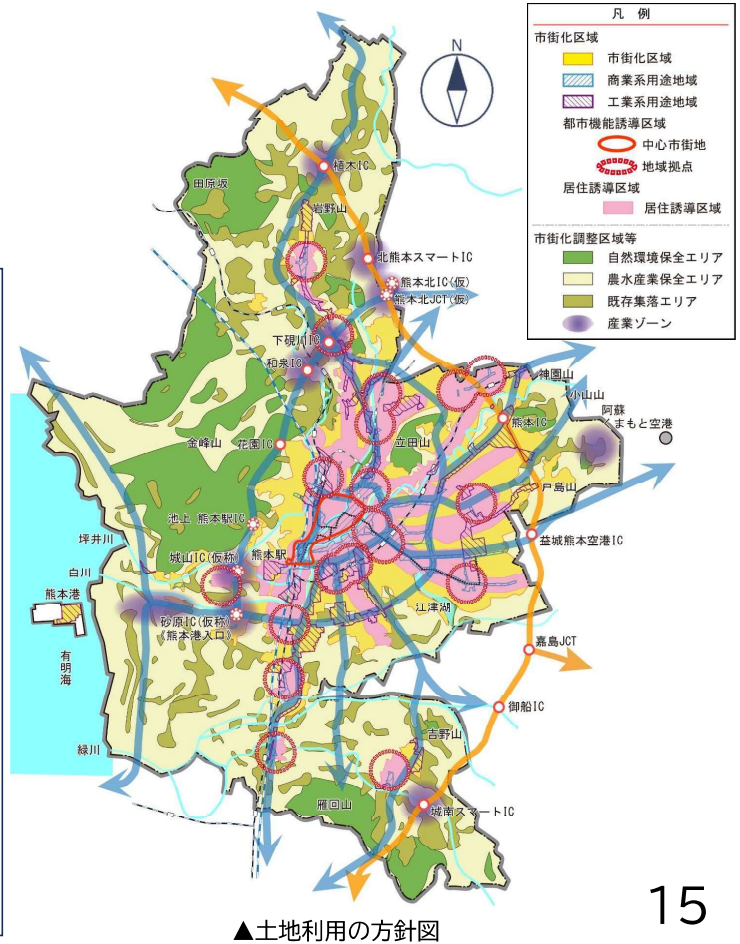 凡 例
市街化区域
市街化区域
商業系用途地域
工業系用途地域
都市機能誘導区域
中心市街地
地域拠点
居住誘導区域
居住誘導区域
市街化調整区域等
自然環境保全エリア
農水産業保全エリア
既存集落エリア
産業ゾーン
N
植木IC
田原坂
岩野山
北熊本スマートIC
熊本北IC(仮)
熊本北JCT(仮)
下硯川IC
和泉IC
神園山
小山山
阿蘇
くまもと空港
熊本IC
金峰山
花園IC
立田山
戸島山
池上 熊本駅IC
益城熊本空港IC
坪井川
城山IC(仮称)
熊本駅
白川
熊本港
江津湖
砂原IC(仮称)
《熊本港入口》
有明海
嘉島JCT
御船IC
吉野山
緑川
雁回山
城南スマートIC
▲土地利用の方針図
15